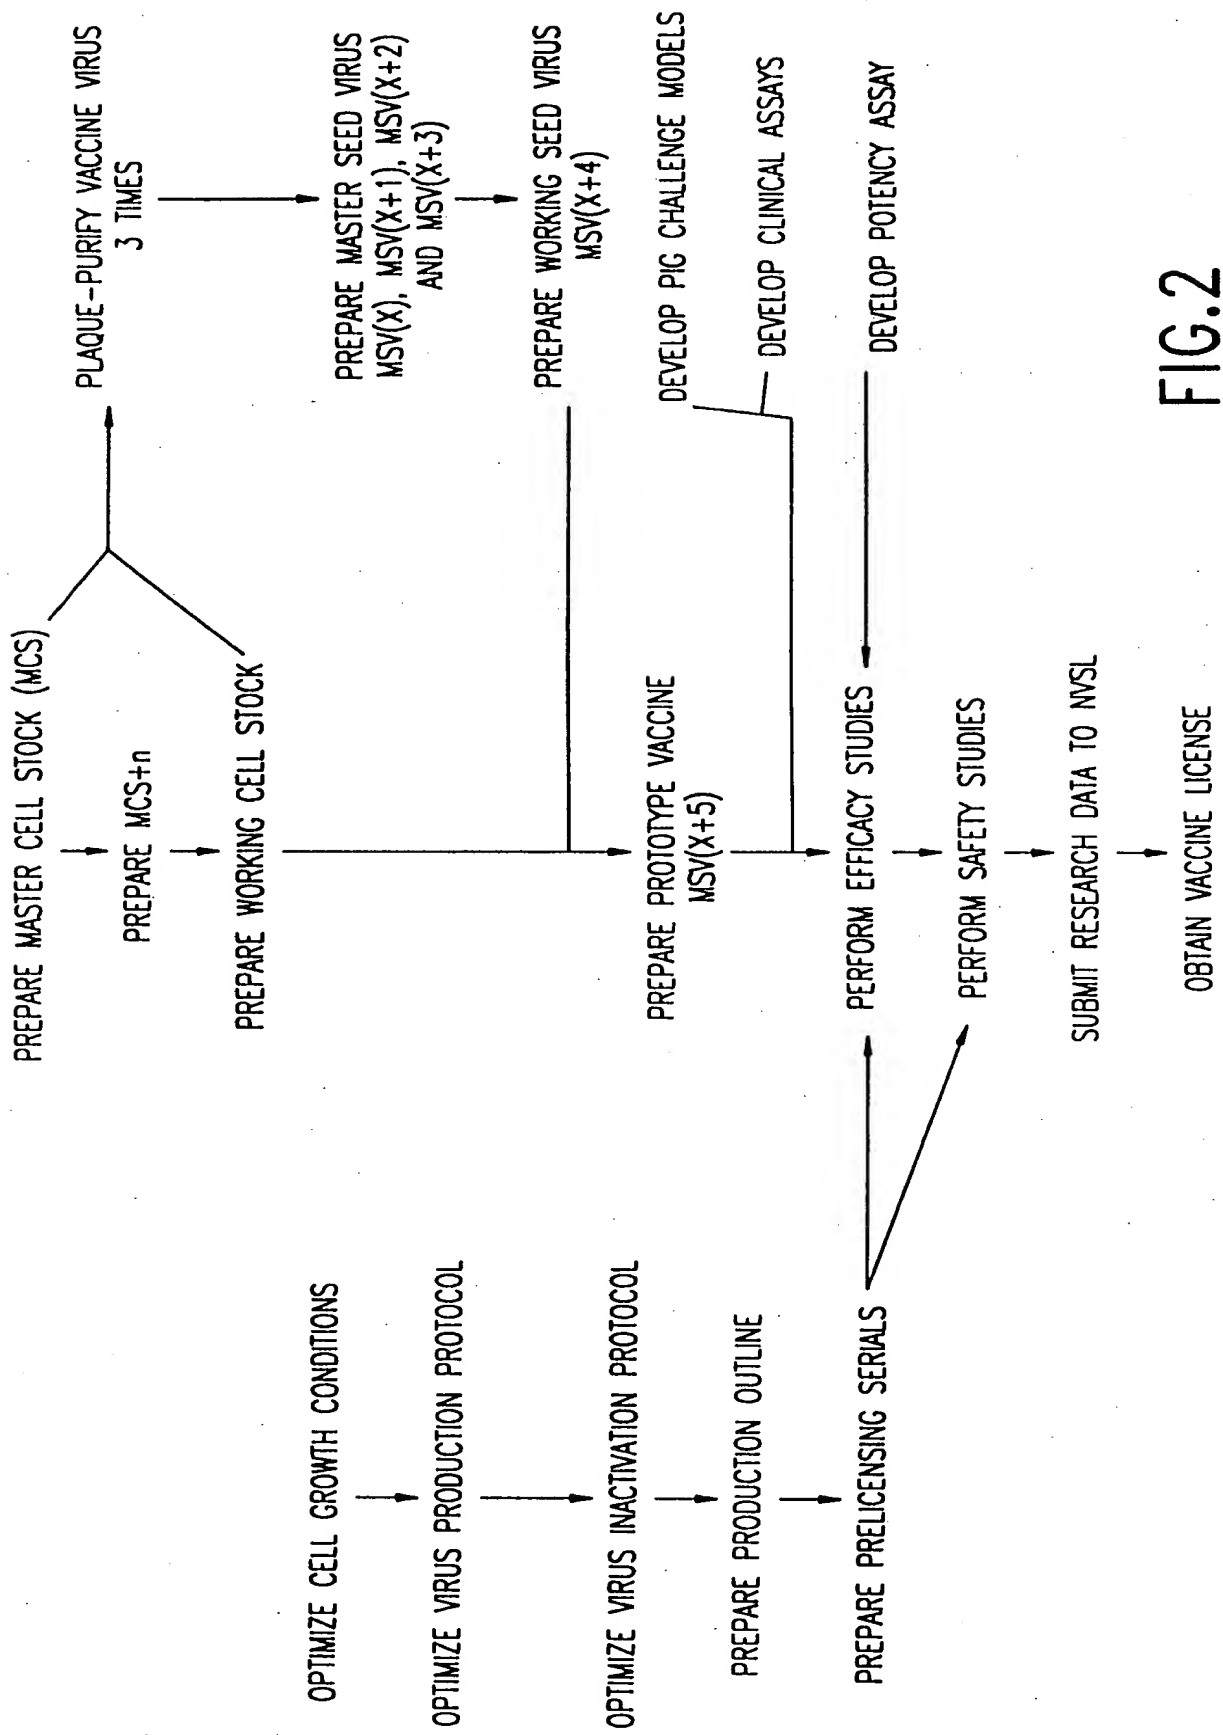 OPTIMIZE CELL GROWTH CONDITIONS
OPTIMIZE VIRUS PRODUCTION PROTOCOL
OPTIMIZE VIRUS INACTIVATION PROTOCOL
PREPARE PRODUCTION OUTLINE
PREPARE PRELICENSING SERIALS
PREPARE MASTER CELL STOCK (MCS)
PREPARE MCS+n
PREPARE WORKING CELL STOCK
PREPARE PROTOTYPE VACCINE
MSV(X+5)
PERFORM EFFICACY STUDIES
PERFORM SAFETY STUDIES
SUBMIT RESEARCH DATA TO NVSL
OBTAIN VACCINE LICENSE
PLAQUE-PURIFY VACCINE VIRUS
3 TIMES
PREPARE MASTER SEED VIRUS
MSV(X), MSV(X+1), MSV(X+2)
AND MSV(X+3)
PREPARE WORKING SEED VIRUS
MSV(X+4)
DEVELOP PIG CHALLENGE MODELS
DEVELOP CLINICAL ASSAYS
DEVELOP POTENCY ASSAY
FIG.2